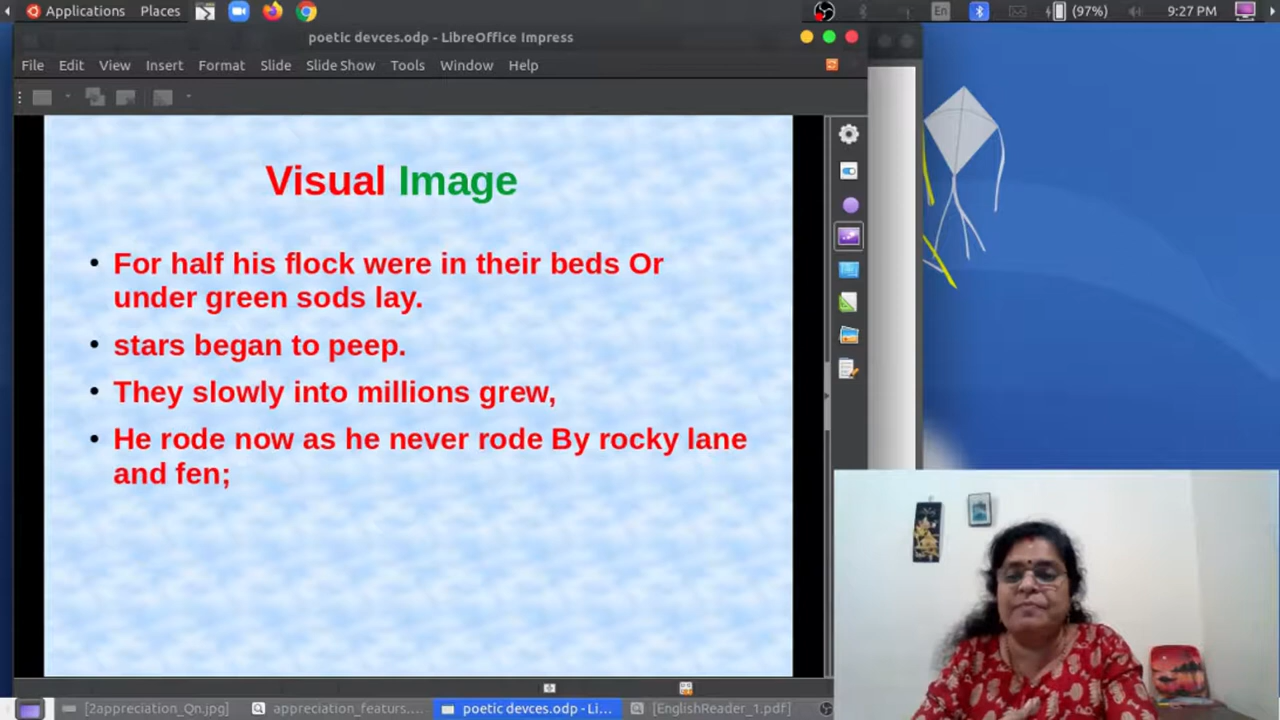 Applications Places En (97%) 9:27 PM
poetic devces.odp - LibreOffice Impress
File Edit View Insert Format Slide Slide Show Tools Window Help
Visual Image
• For half his flock were in their beds Or
under green sods lay.
• stars began to peep.
• They slowly into millions grew,
• He rode now as he never rode By rocky lane
and fen;
[2appreciation_Qn.jpg] appreciation_featurs.... poetic devces.odp - Li... [EnglishReader_1.pdf]